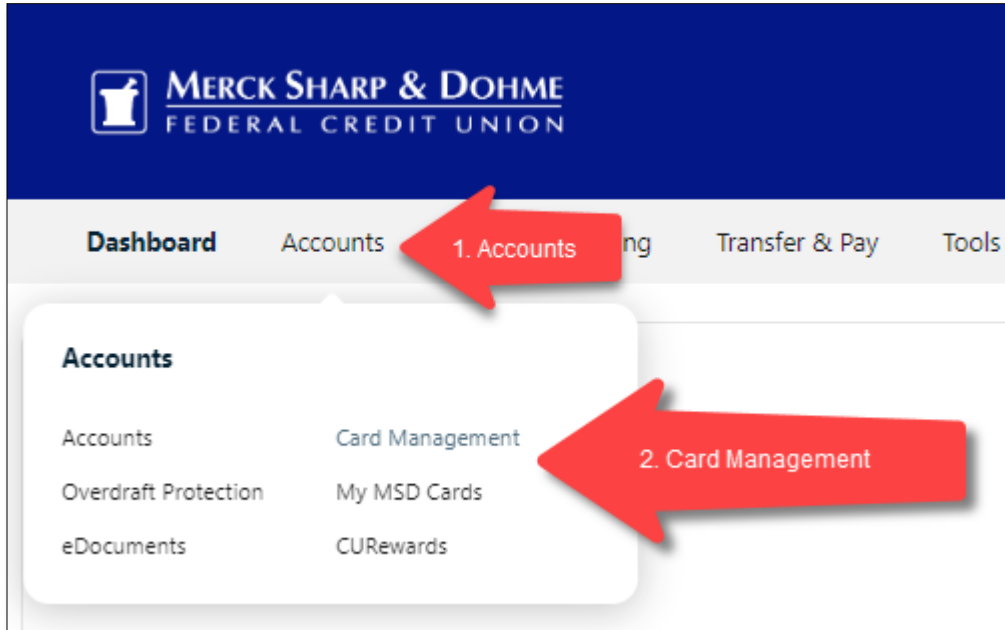 MERCK SHARP & DOHME
FEDERAL CREDIT UNION
Dashboard Accounts 1. Accounts ng Transfer & Pay Tools
Accounts
Accounts Card Management 2. Card Management
Overdraft Protection My MSD Cards
eDocuments CURewards